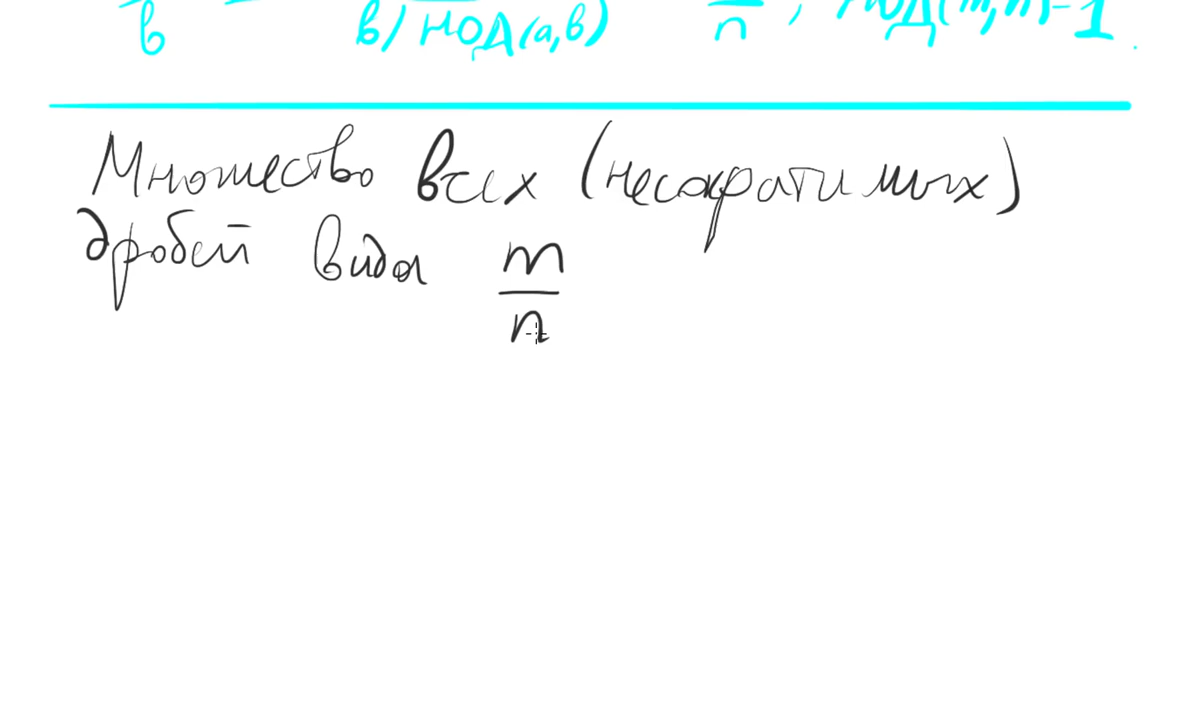 в в/НОД(а,в) n , НОД(m,n)=1.
Множество всех (несократимых)
дробей вида m/n